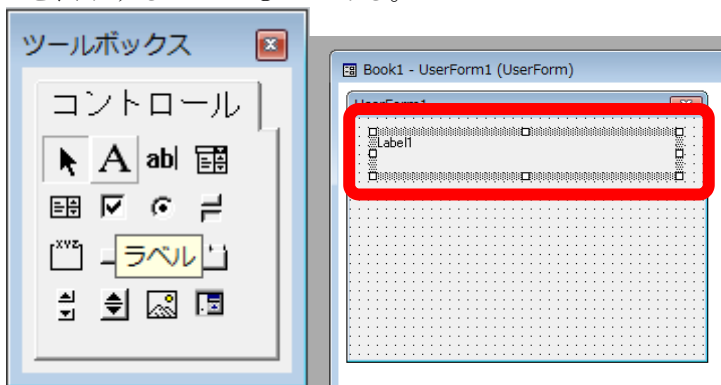 ツールボックス
コントロール
A
ab
XYZ
ラベル
Book1 - UserForm1 (UserForm)
Label1